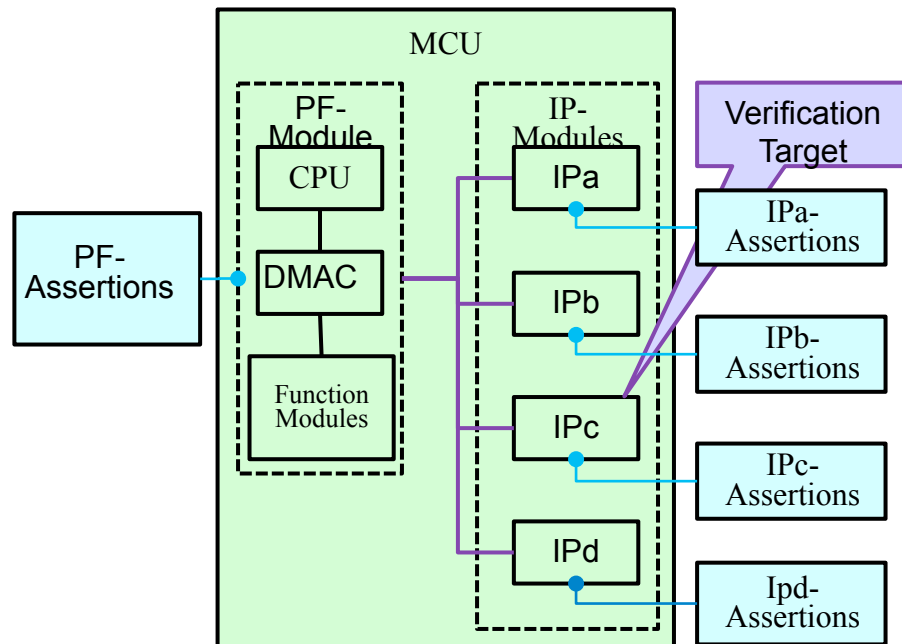 MCU
PF-
Module
CPU
DMAC
Function
Modules
PF-
Assertions
IP-
Modules
IPa
IPb
IPc
IPd
Verification
Target
IPa-
Assertions
IPb-
Assertions
IPc-
Assertions
Ipd-
Assertions